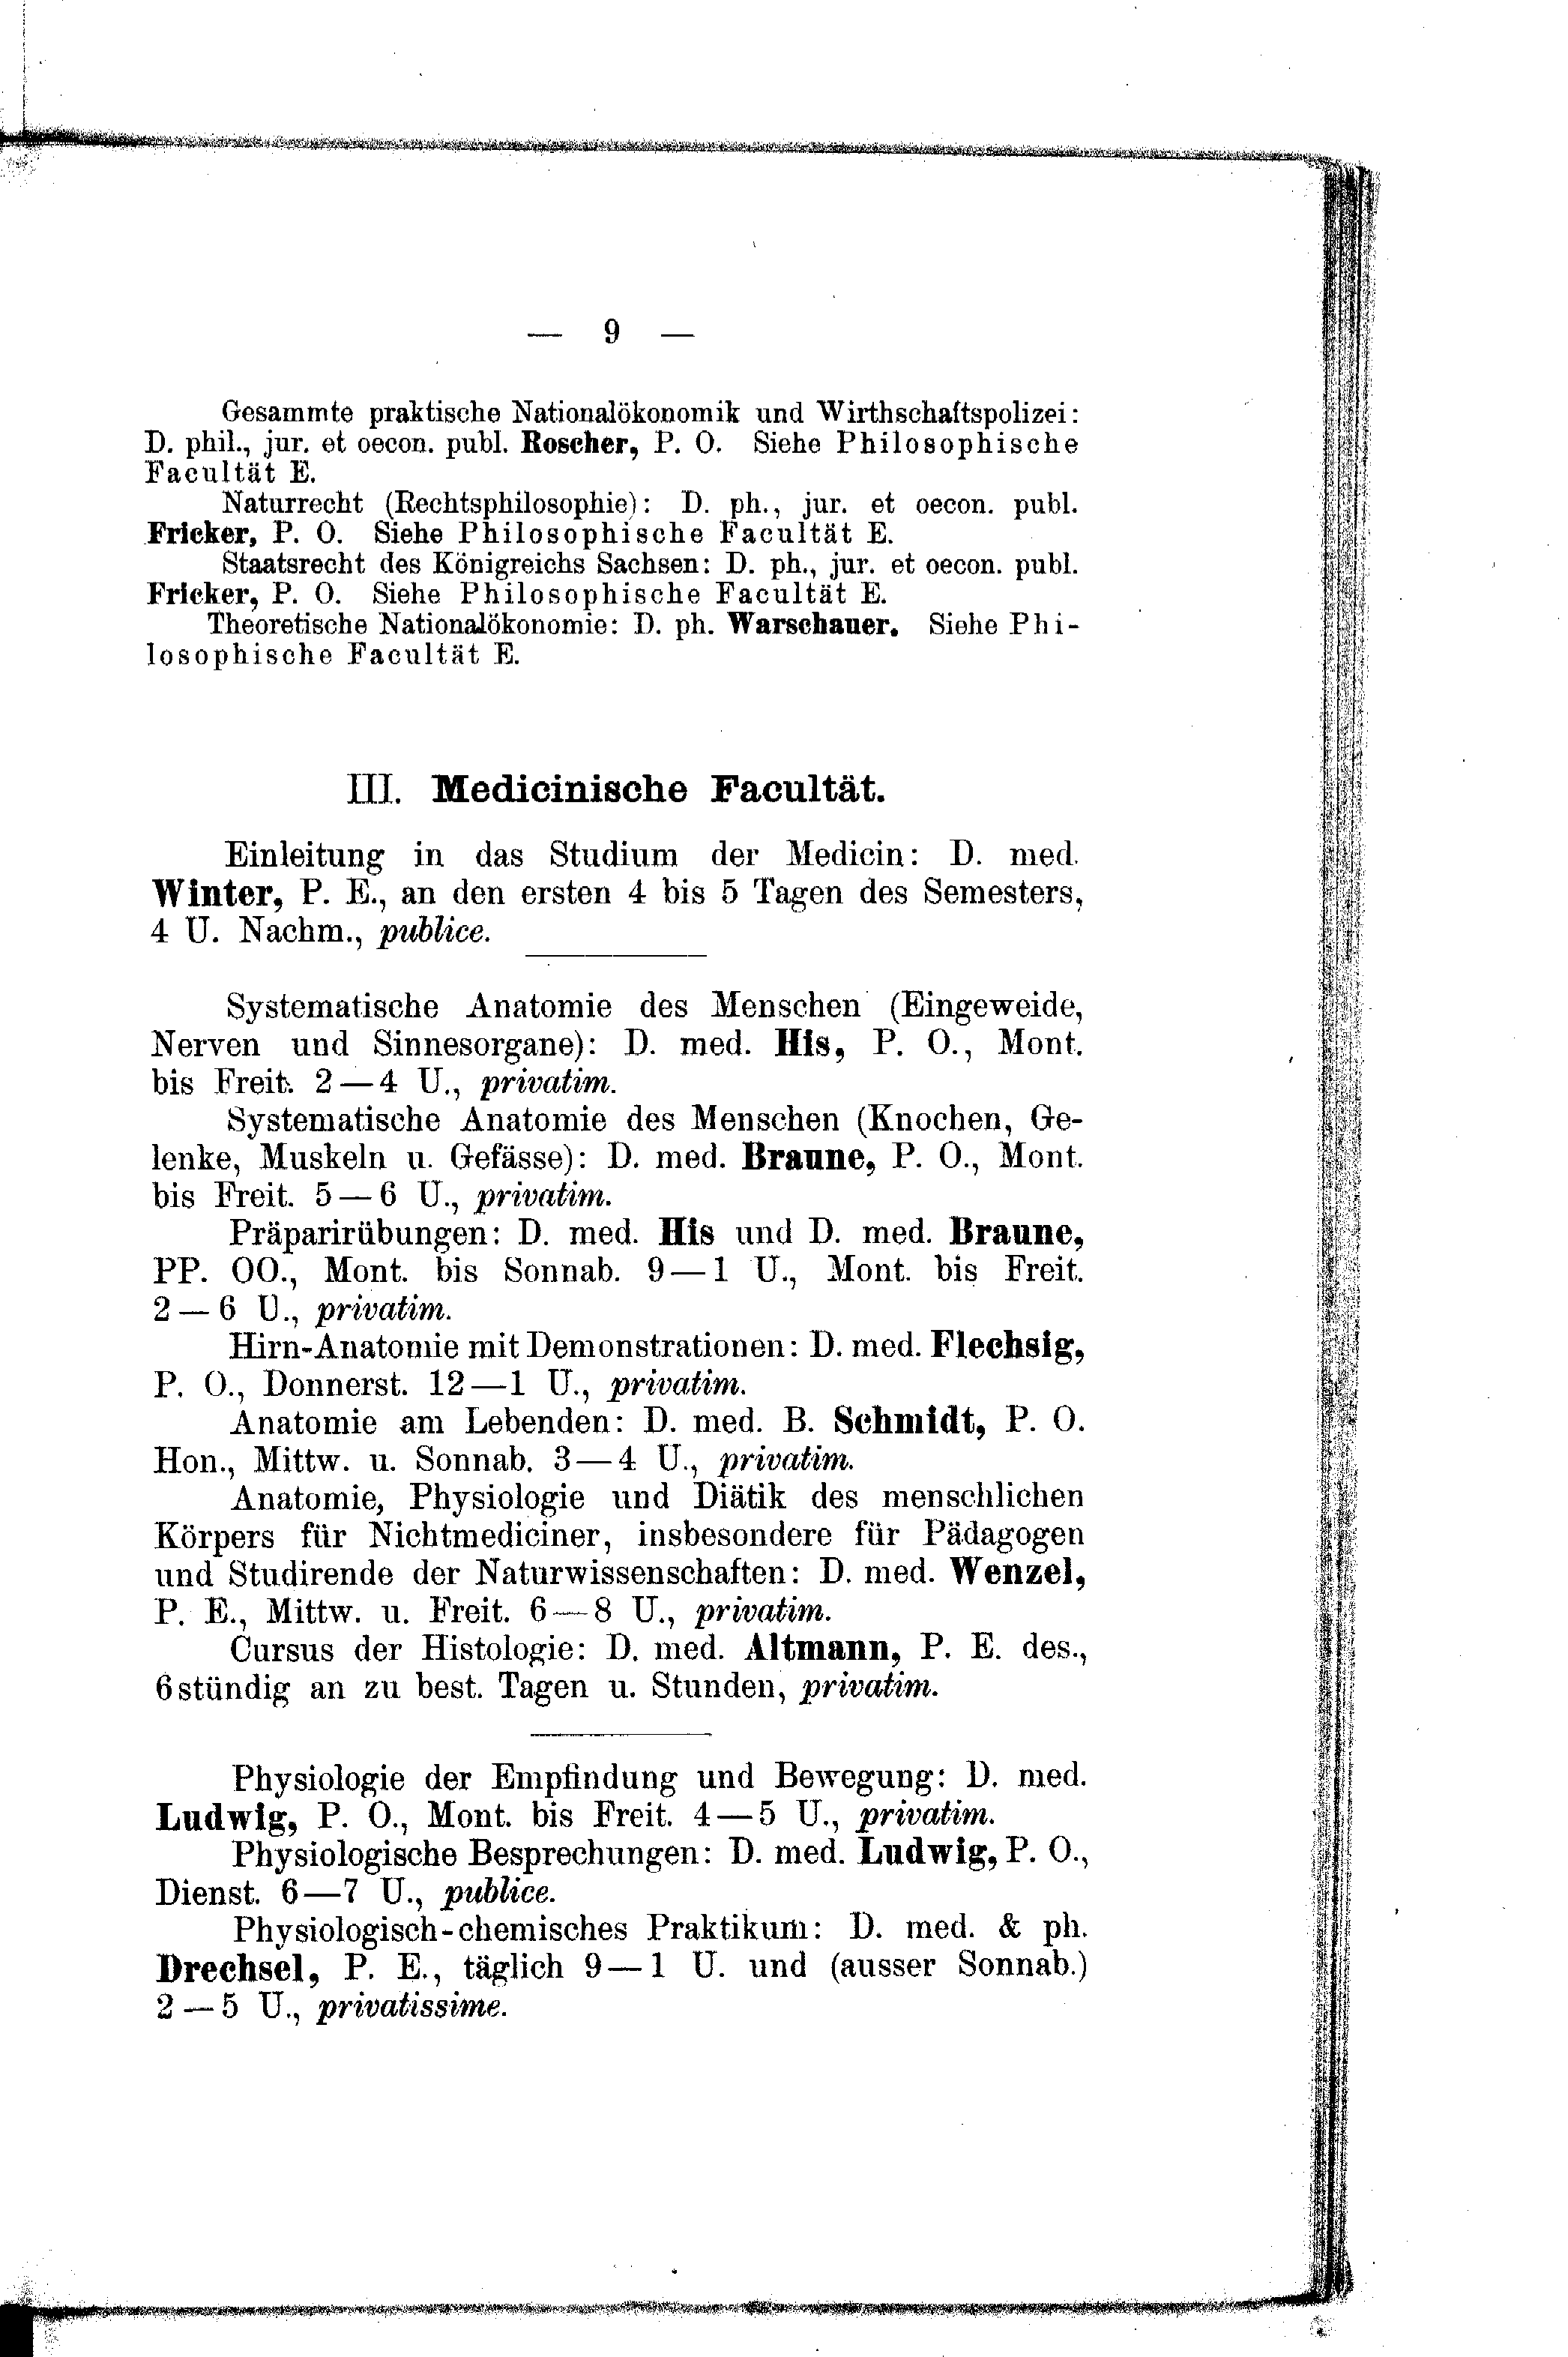 — 9 —
Gesammte praktische Nationalökonomik und Wirthschaftspolizei:
D. phil., jur. et oecon. publ. Roscher, P. O. Siehe Philosophische
Facultät E.
Naturrecht (Rechtsphilosophie): D. ph., jur. et oecon. publ.
Fricker, P. O. Siehe Philosophische Facultät E.
Staatsrecht des Königreichs Sachsen: D. ph., jur. et oecon. publ.
Fricker, P. O. Siehe Philosophische Facultät E.
Theoretische Nationalökonomie: D. ph. Warschauer. Siehe Phi-
losophische Facultät E.
III. Medicinische Facultät.
Einleitung in das Studium der Medicin: D. med.
Winter, P. E., an den ersten 4 bis 5 Tagen des Semesters,
4 U. Nachm., publice.
Systematische Anatomie des Menschen (Eingeweide,
Nerven und Sinnesorgane): D. med. His, P. O., Mont.
bis Freit. 2—4 U., privatim.
Systematische Anatomie des Menschen (Knochen, Ge-
lenke, Muskeln u. Gefässe): D. med. Braune, P. O., Mont.
bis Freit. 5—6 U., privatim.
Präparirübungen: D. med. His und D. med. Braune,
PP. OO., Mont. bis Sonnab. 9—1 U., Mont. bis Freit.
2—6 U., privatim.
Hirn-Anatomie mit Demonstrationen: D. med. Flechsig,
P. O., Donnerst. 12—1 U., privatim.
Anatomie am Lebenden: D. med. B. Schmidt, P. O.
Hon., Mittw. u. Sonnab. 3—4 U., privatim.
Anatomie, Physiologie und Diätik des menschlichen
Körpers für Nichtmediciner, insbesondere für Pädagogen
und Studirende der Naturwissenschaften: D. med. Wenzel,
P. E., Mittw. u. Freit. 6—8 U., privatim.
Cursus der Histologie: D. med. Altmann, P. E. des.,
6stündig an zu best. Tagen u. Stunden, privatim.
Physiologie der Empfindung und Bewegung: D. med.
Ludwig, P. O., Mont. bis Freit. 4—5 U., privatim.
Physiologische Besprechungen: D. med. Ludwig, P. O.,
Dienst. 6—7 U., publice.
Physiologisch-chemisches Praktikum: D. med. & ph.
Drechsel, P. E., täglich 9—1 U. und (ausser Sonnab.)
2—5 U., privatissime.